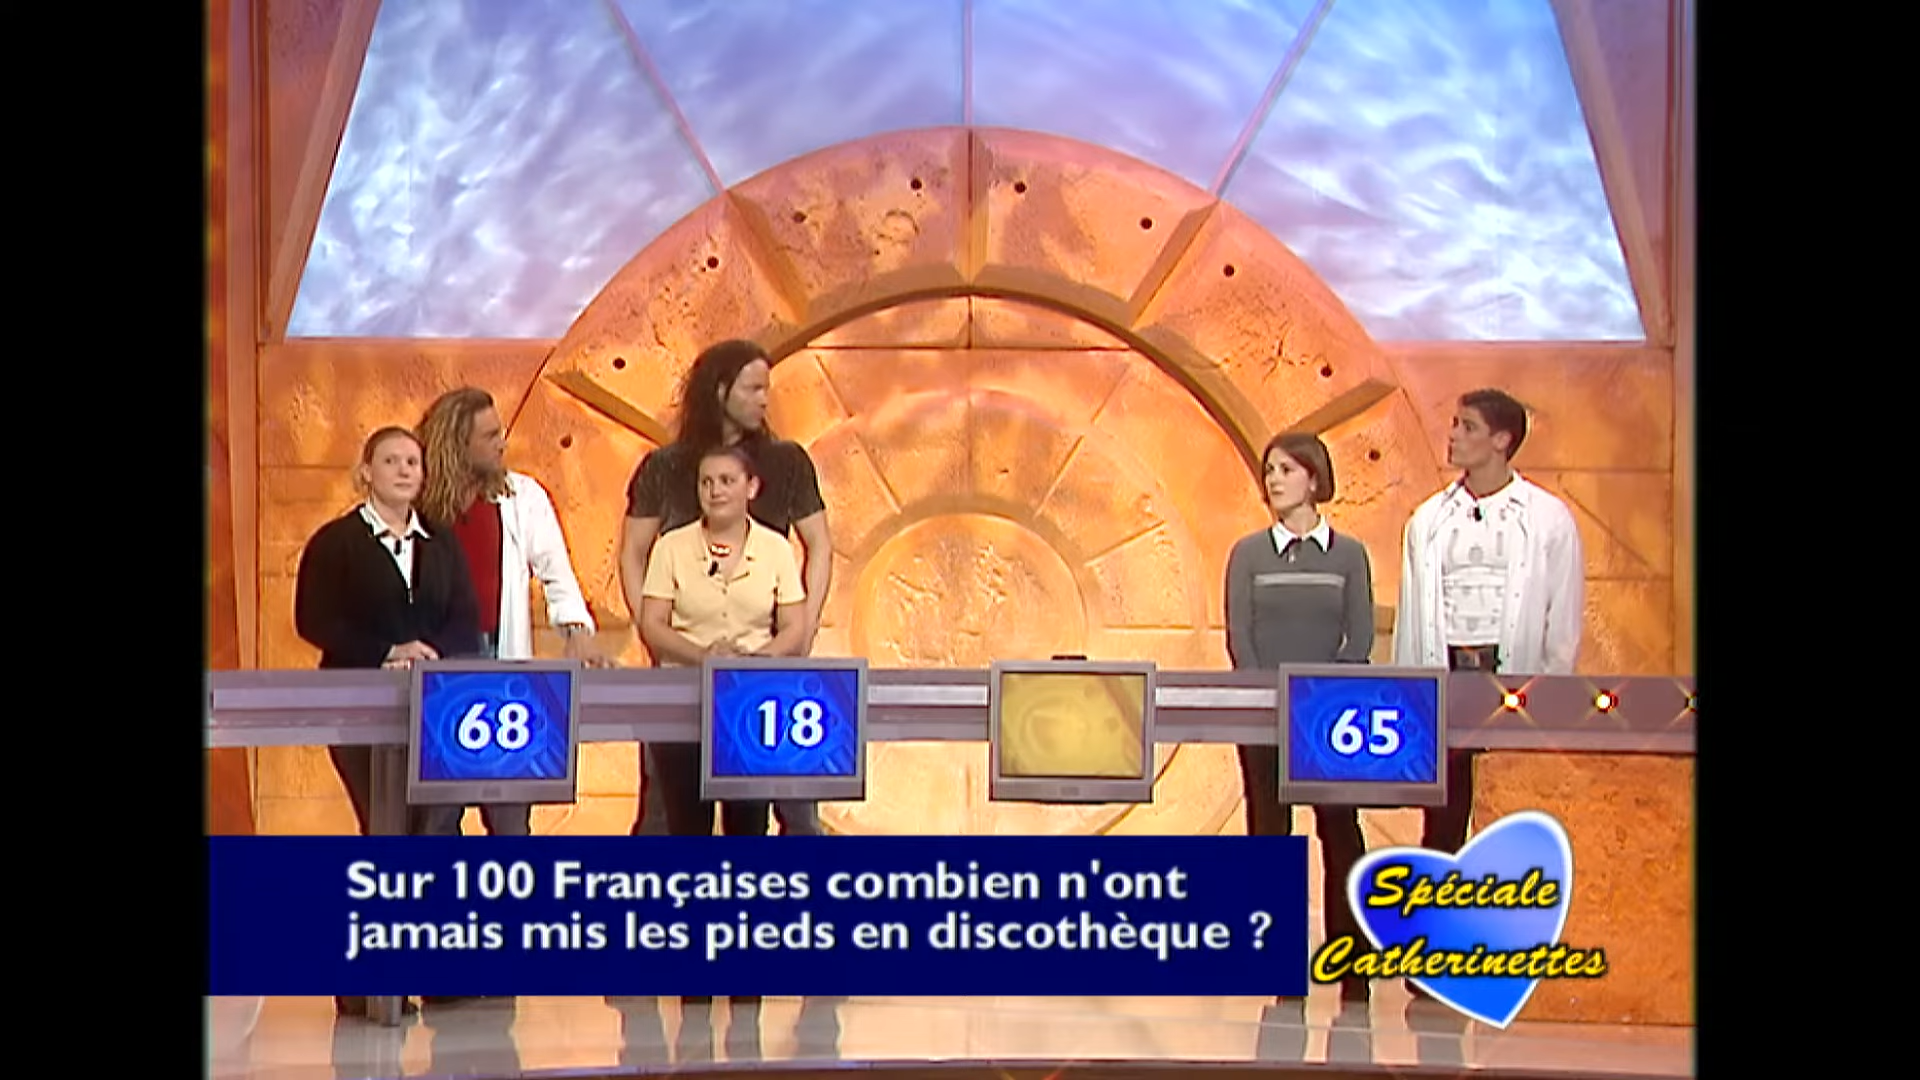 68
18
65
Sur 100 Françaises combien n'ont
jamais mis les pieds en discothèque ?
Spéciale
Catherinettes